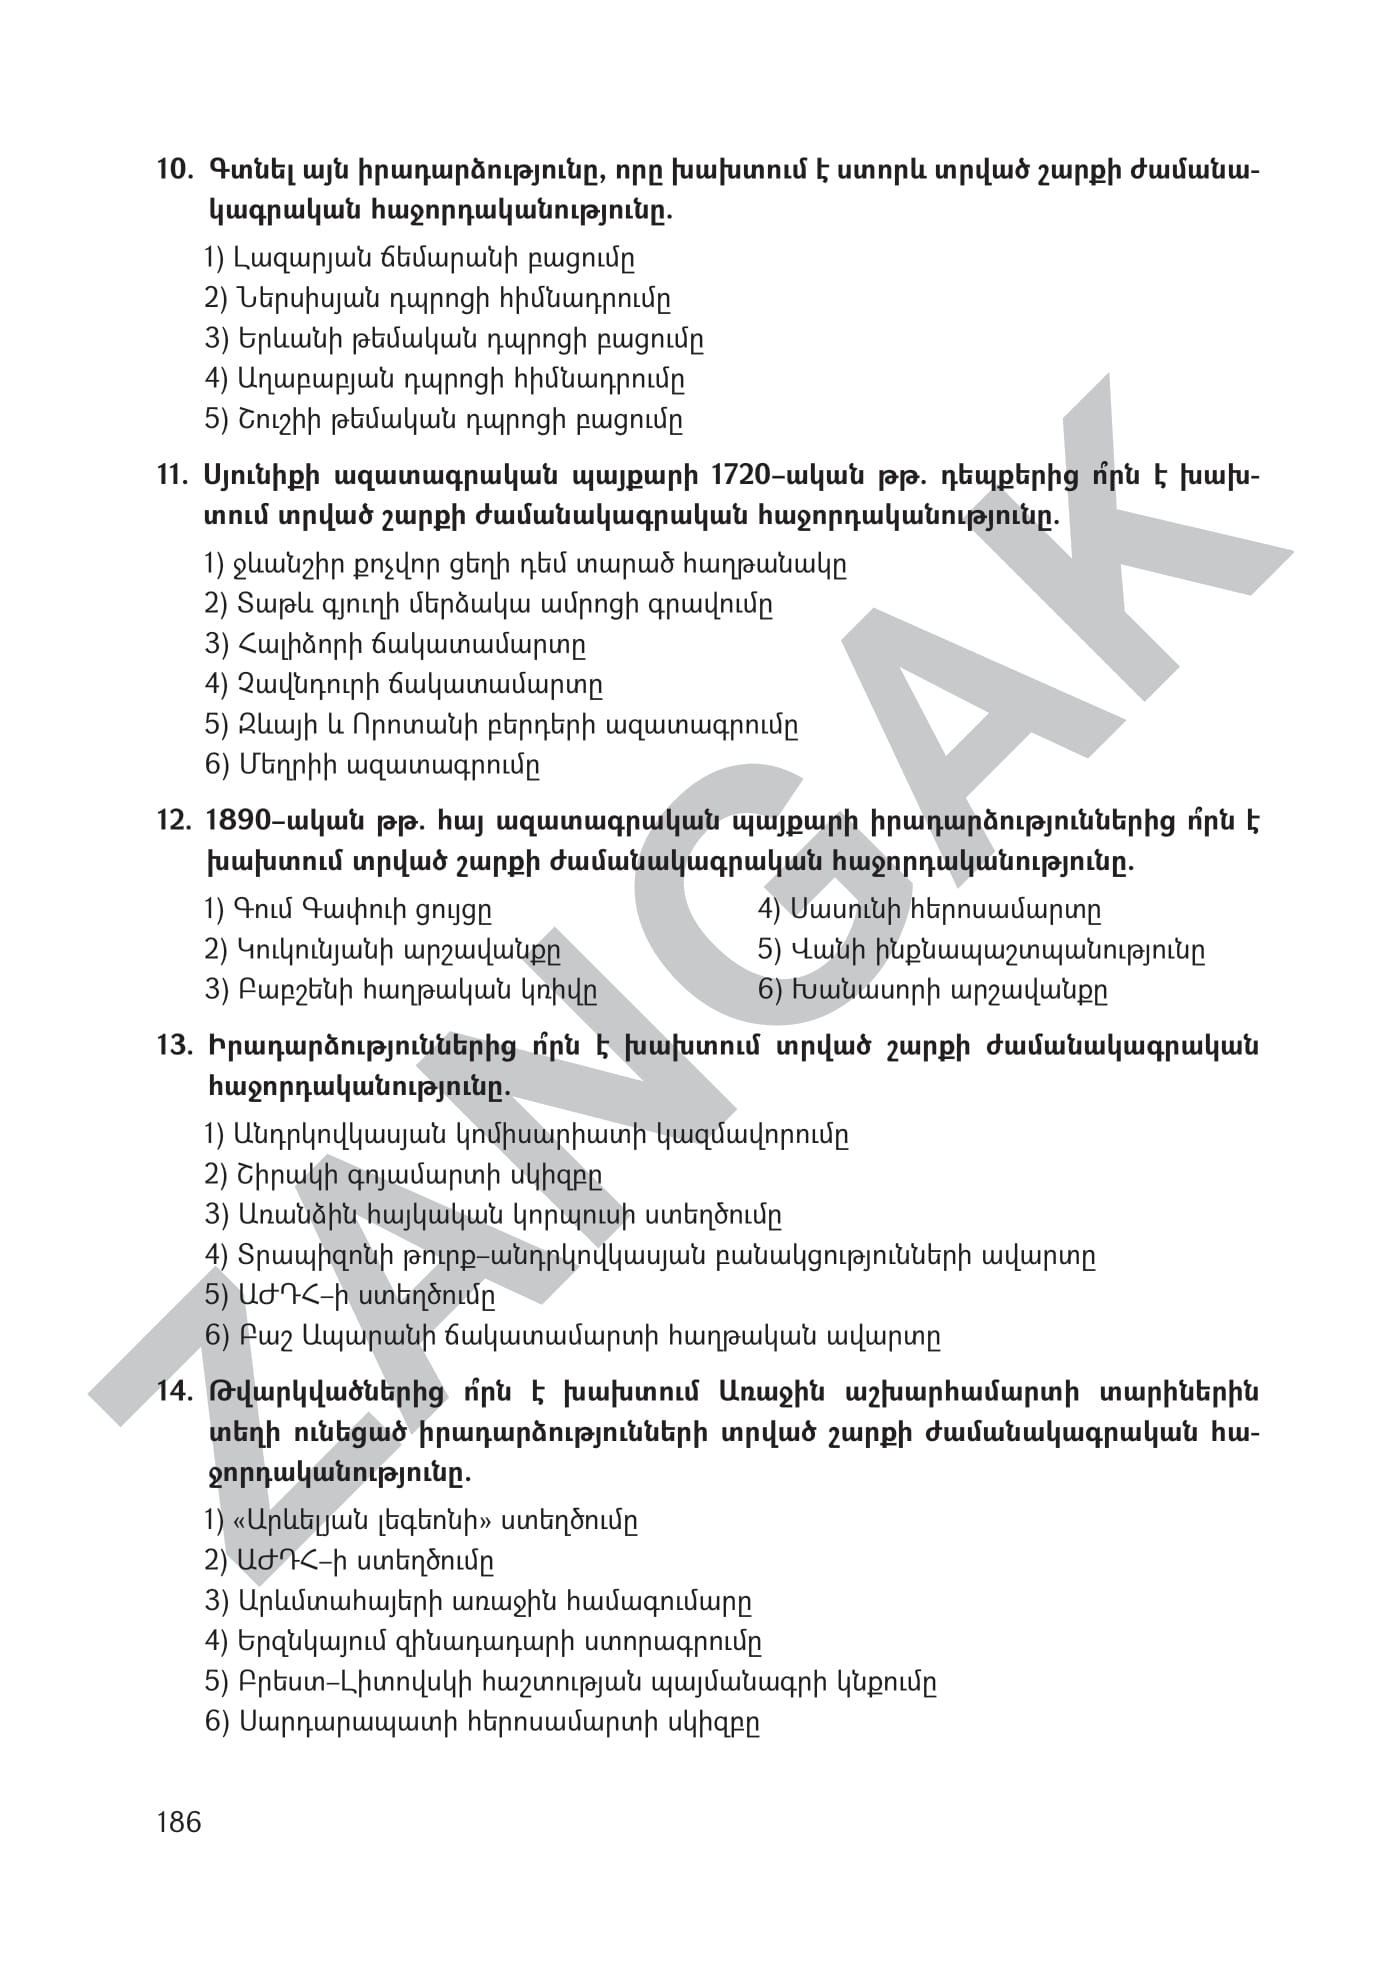 10. Գտնել այն իրադարձությունը, որը խախտում է ստորև տրված շարքի ժամանա-
կագրական հաջորդականությունը.
1) Լազարյան ճեմարանի բացումը
2) Ներսիսյան դպրոցի հիմնադրումը
3) Երևանի թեմական դպրոցի բացումը
4) Աղաբաբյան դպրոցի հիմնադրումը
5) Շուշիի թեմական դպրոցի բացումը
11. Սյունիքի ազատագրական պայքարի 1720–ական թթ. դեպքերից ո՞րն է խախ-
տում տրված շարքի ժամանակագրական հաջորդականությունը.
1) ջևանշիր քոչվոր ցեղի դեմ տարած հաղթանակը
2) Տաթև գյուղի մերձակա ամրոցի գրավումը
3) Հալիձորի ճակատամարտը
4) Չավնդուրի ճակատամարտը
5) Զևայի և Որոտանի բերդերի ազատագրումը
6) Մեղրիի ազատագրումը
12. 1890–ական թթ. հայ ազատագրական պայքարի իրադարձություններից ո՞րն է
խախտում տրված շարքի ժամանակագրական հաջորդականությունը.
1) Գում Գափուի ցույցը
2) Կուկունյանի արշավանքը
3) Բաբշենի հաղթական կռիվը
4) Սասունի հերոսամարտը
5) Վանի ինքնապաշտպանությունը
6) Խանասորի արշավանքը
13. Իրադարձություններից ո՞րն է խախտում տրված շարքի ժամանակագրական
հաջորդականությունը.
1) Անդրկովկասյան կոմիսարիատի կազմավորումը
2) Շիրակի գոյամարտի սկիզբը
3) Առանձին հայկական կորպուսի ստեղծումը
4) Տրապիզոնի թուրք–անդրկովկասյան բանակցությունների ավարտը
5) ԱԺԴՀ–ի ստեղծումը
6) Բաշ Ապարանի ճակատամարտի հաղթական ավարտը
14. Թվարկվածներից ո՞րն է խախտում Առաջին աշխարհամարտի տարիներին
տեղի ունեցած իրադարձությունների տրված շարքի ժամանակագրական հա-
ջորդականությունը.
1) «Արևելյան լեգեոնի» ստեղծումը
2) ԱԺԴՀ–ի ստեղծումը
3) Արևմտահայերի առաջին համագումարը
4) Երզնկայում զինադադարի ստորագրումը
5) Բրեստ–Լիտովսկի հաշտության պայմանագրի կնքումը
6) Սարդարապատի հերոսամարտի սկիզբը
186
ZANGAK